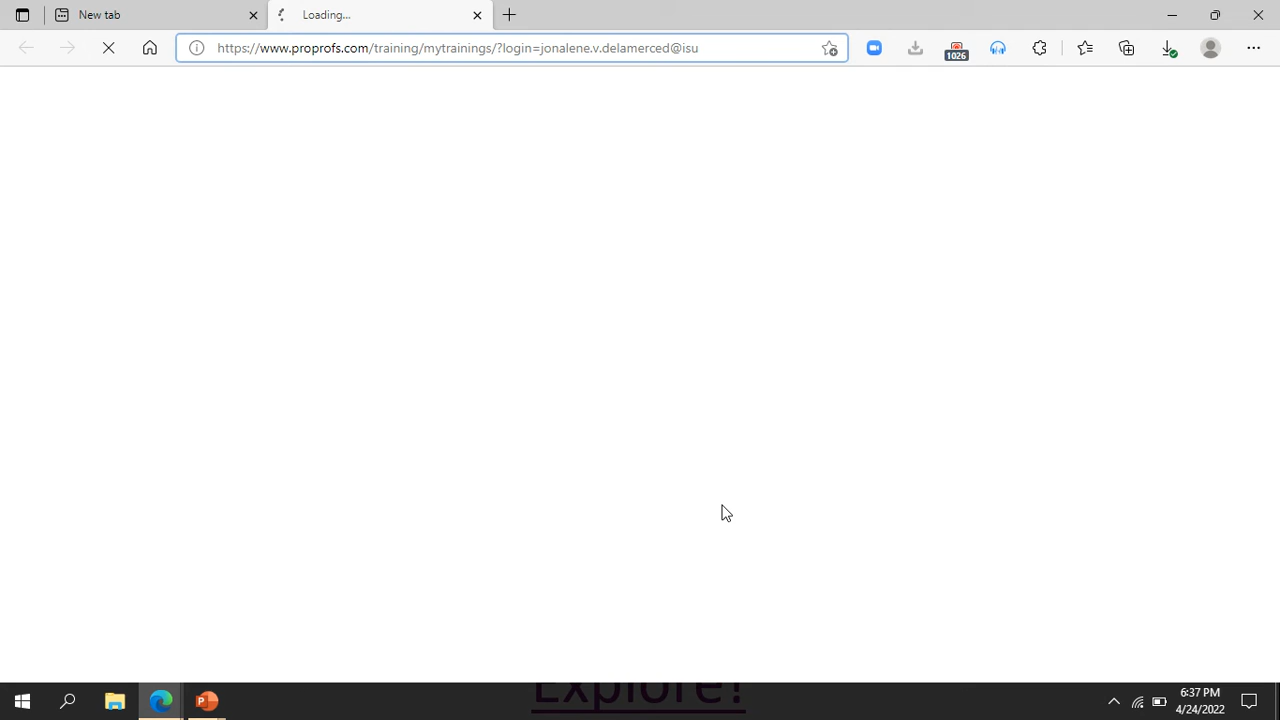 New tab
Loading...
https://www.proprofs.com/training/mytrainings/?login=jonalene.v.delamerced@isu
1026
Explore!
6:37 PM
4/24/2022